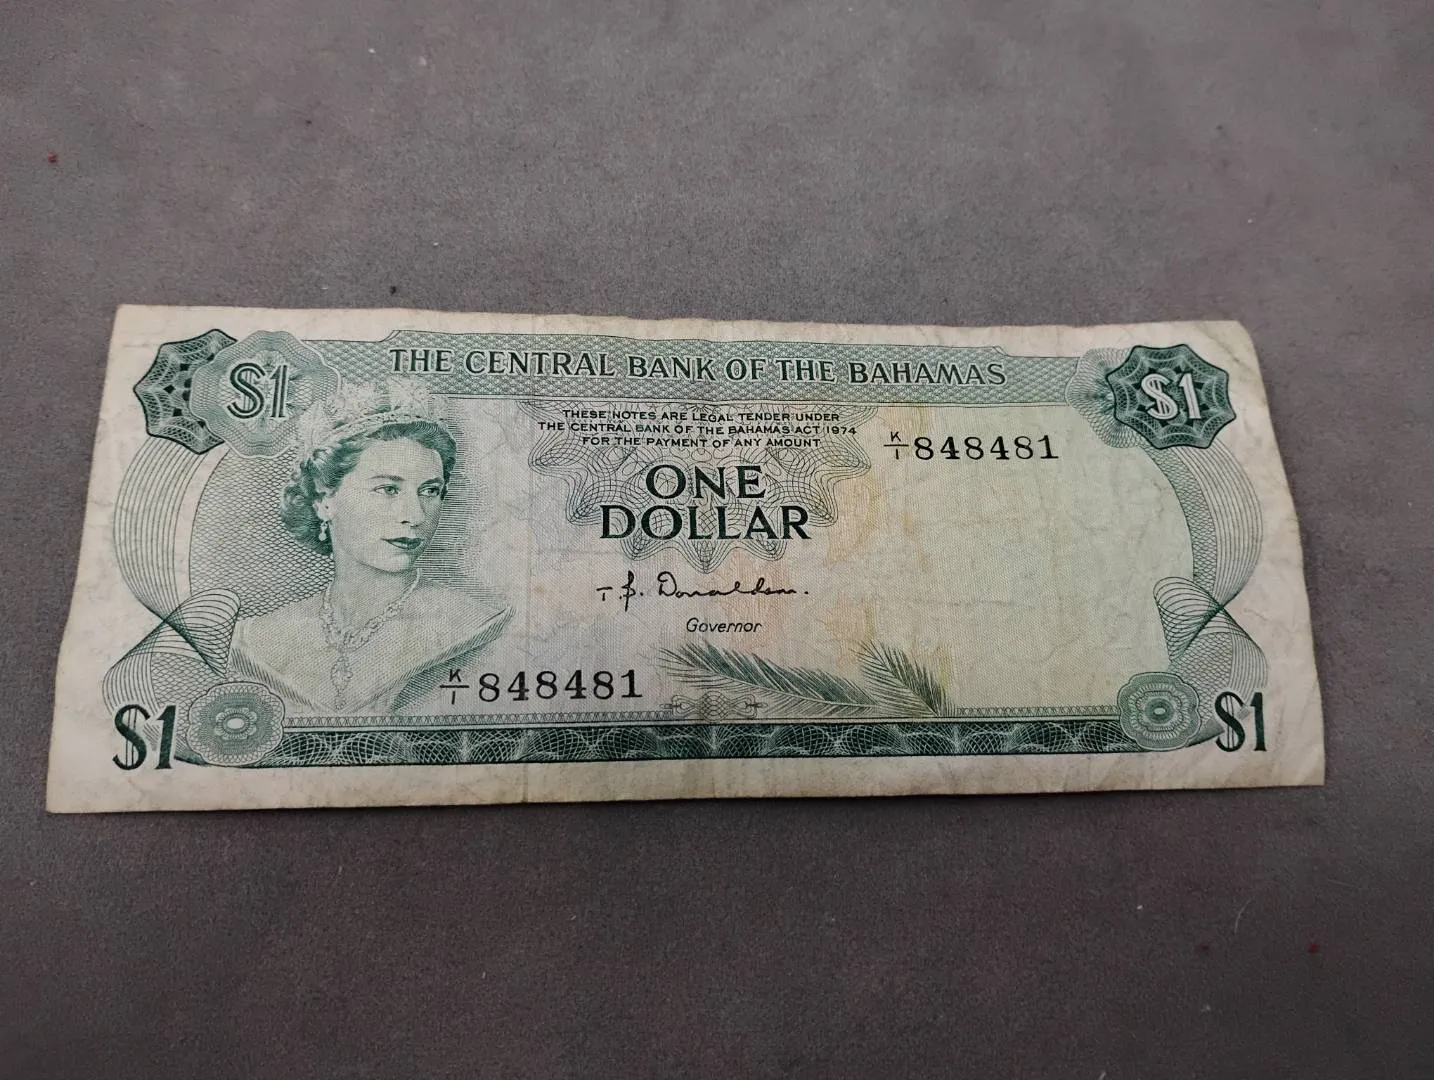 $1
THE CENTRAL BANK OF THE BAHAMAS
$1
THESE NOTES ARE LEGAL TENDER UNDER
THE CENTRAL BANK OF THE BAHAMAS ACT 1974
FOR THE PAYMENT OF ANY AMOUNT
K/1 848481
ONE
DOLLAR
T.B. Donaldson.
Governor
K/1 848481
$1
$1